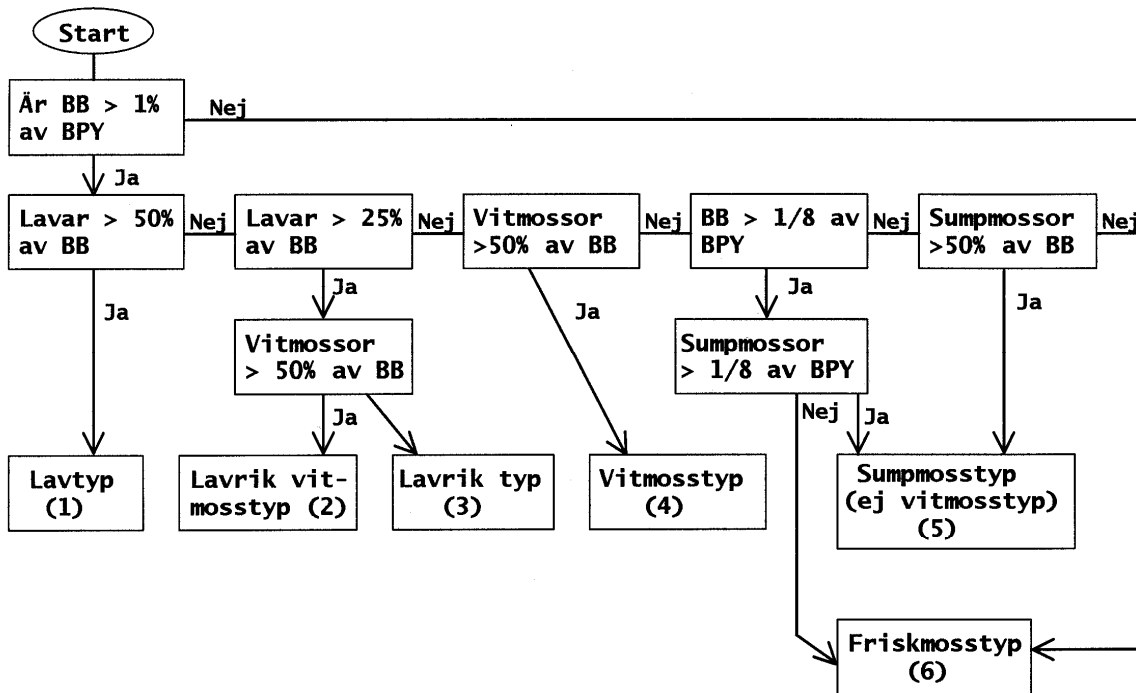 Start
Är BB > 1%
av BPY
Nej
Ja
Lavar > 50%
av BB
Nej
Lavar > 25%
av BB
Nej
Vitmossor
>50% av BB
Nej
BB > 1/8 av
BPY
Nej
Sumpmossor
>50% av BB
Nej
Ja
Ja
Ja
Ja
Ja
Vitmossor
> 50% av BB
Sumpmossor
> 1/8 av BPY
Ja
Nej
Ja
Lavtyp
(1)
Lavrik vit-
mosstyp (2)
Lavrik typ
(3)
Vitmosstyp
(4)
Sumpmosstyp
(ej vitmosstyp)
(5)
Friskmosstyp
(6)